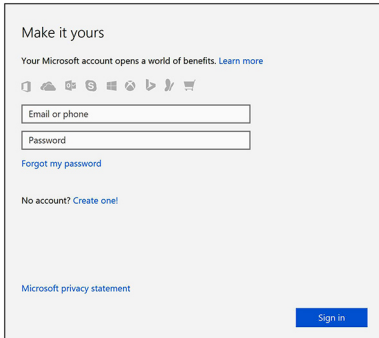 Make it yours
Your Microsoft account opens a world of benefits. Learn more
Email or phone
Password
Forgot my password
No account? Create one!
Microsoft privacy statement
Sign in